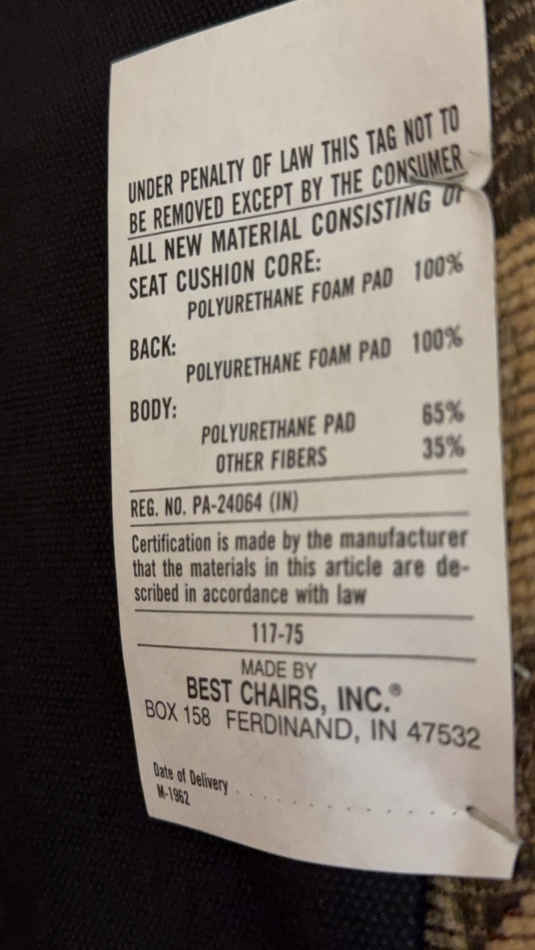 UNDER PENALTY OF LAW THIS TAG NOT TO
BE REMOVED EXCEPT BY THE CONSUMER
ALL NEW MATERIAL CONSISTING OF
SEAT CUSHION CORE:
POLYURETHANE FOAM PAD 100%
BACK:
POLYURETHANE FOAM PAD 100%
BODY:
POLYURETHANE PAD 65%
OTHER FIBERS 35%
REG. NO. PA-24064 (IN)
Certification is made by the manufacturer
that the materials in this article are de-
scribed in accordance with law
117-75
MADE BY
BEST CHAIRS, INC.®
BOX 158 FERDINAND, IN 47532
Date of Delivery . . . . . . . . . . . . . . .
M-1962